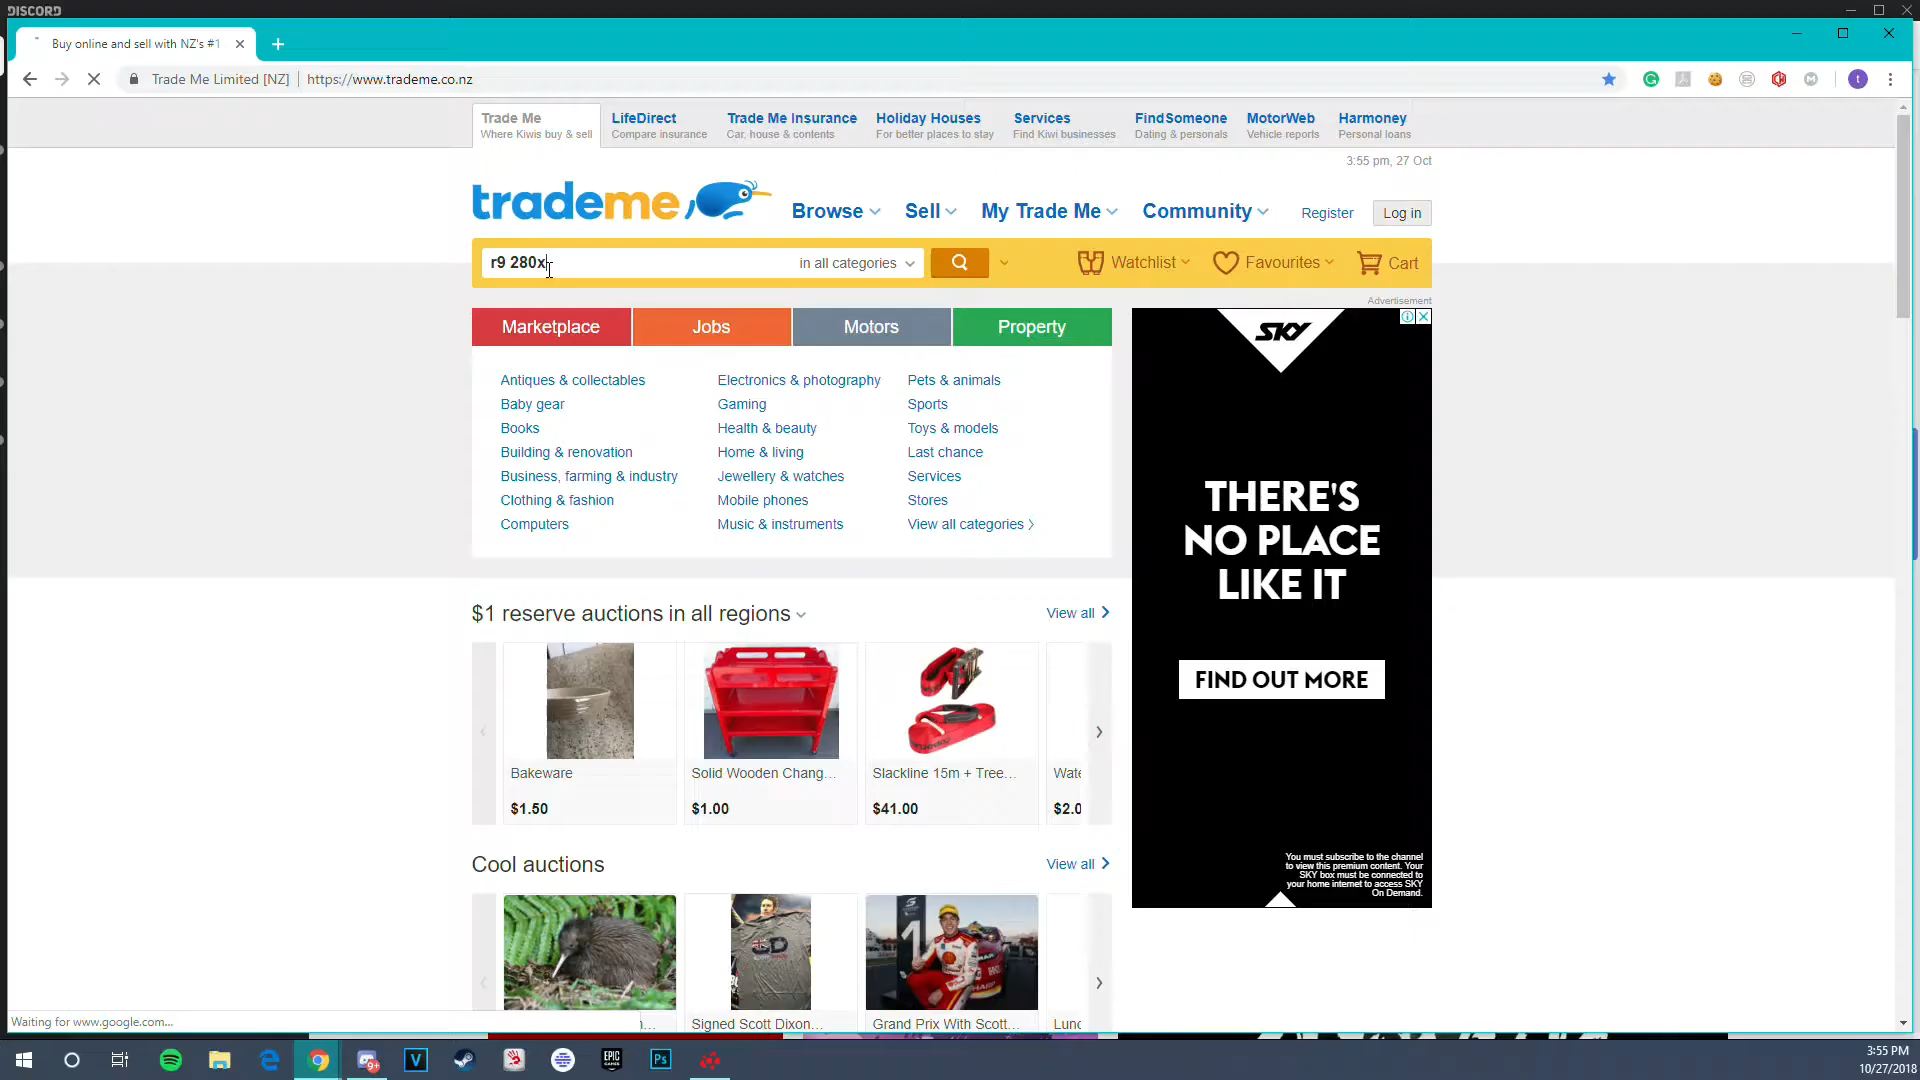 DISCORD
Buy online and sell with NZ's #1
Trade Me Limited [NZ] | https://www.trademe.co.nz
Trade Me
Where Kiwis buy & sell
LifeDirect
Compare insurance
Trade Me Insurance
Car, house & contents
Holiday Houses
For better places to stay
Services
Find Kiwi businesses
FindSomeone
Dating & personals
MotorWeb
Vehicle reports
Harmoney
Personal loans
3:55 pm, 27 Oct
trademe
Browse
Sell
My Trade Me
Community
Register
Log in
r9 280x
in all categories
Watchlist
Favourites
Cart
Advertisement
Marketplace
Jobs
Motors
Property
Antiques & collectables
Baby gear
Books
Building & renovation
Business, farming & industry
Clothing & fashion
Computers
Electronics & photography
Gaming
Health & beauty
Home & living
Jewellery & watches
Mobile phones
Music & instruments
Pets & animals
Sports
Toys & models
Last chance
Services
Stores
View all categories
SKY
THERE'S
NO PLACE
LIKE IT
FIND OUT MORE
You must subscribe to the channel
to view this premium content. Your
SKY box must be connected to
your home internet to access SKY
On Demand.
$1 reserve auctions in all regions
View all
Bakeware
$1.50
Solid Wooden Chang...
$1.00
Slackline 15m + Tree...
$41.00
Wate
$2.0
Cool auctions
View all
Signed Scott Dixon...
Grand Prix With Scott...
Lunc
Waiting for www.google.com...
9+
V
EPIC
GAMES
Ps
3:55 PM
10/27/2018